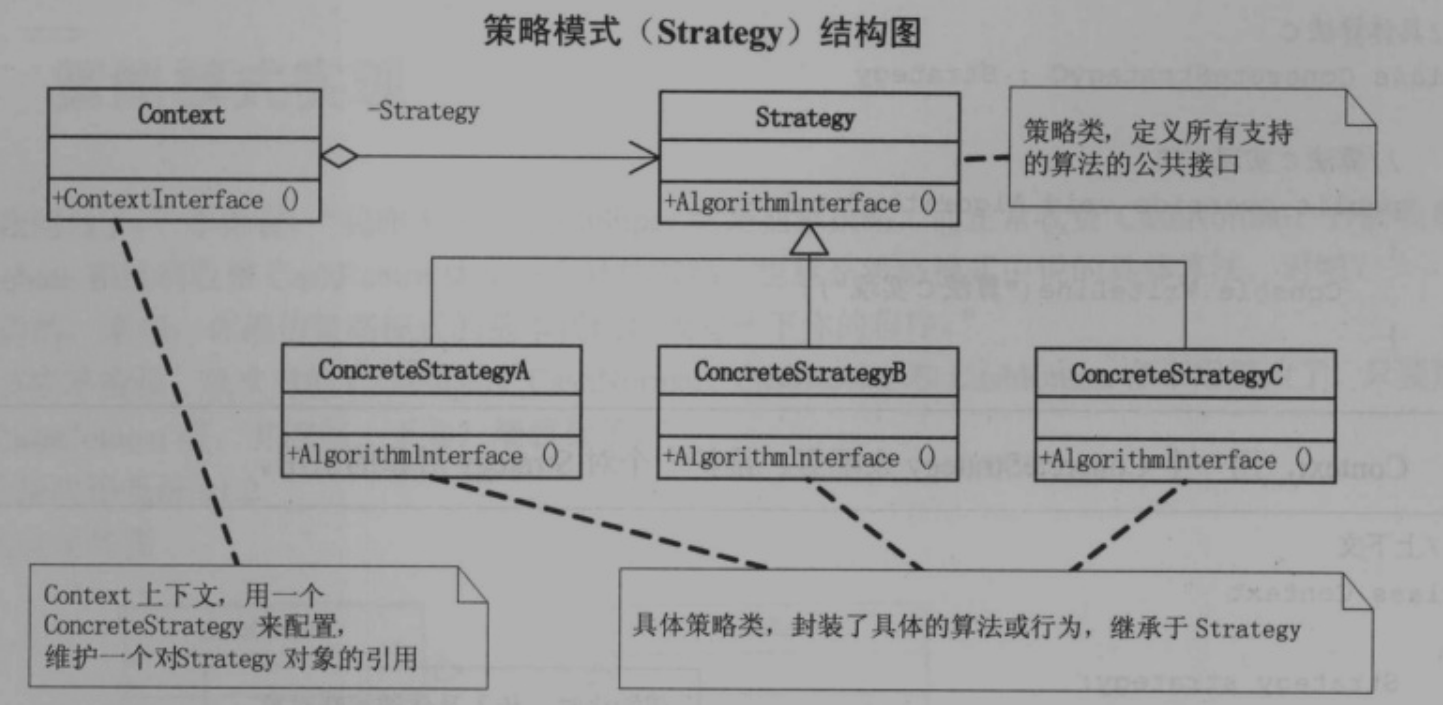 策略模式（Strategy）结构图
Context
-Strategy
Strategy
策略类，定义所有支持
的算法的公共接口
+ContextInterface ()
+AlgorithmInterface ()
ConcreteStrategyA
ConcreteStrategyB
ConcreteStrategyC
+AlgorithmInterface ()
+AlgorithmInterface ()
+AlgorithmInterface ()
Context 上下文，用一个
ConcreteStrategy 来配置，
维护一个对Strategy 对象的引用
具体策略类，封装了具体的算法或行为，继承于 Strategy